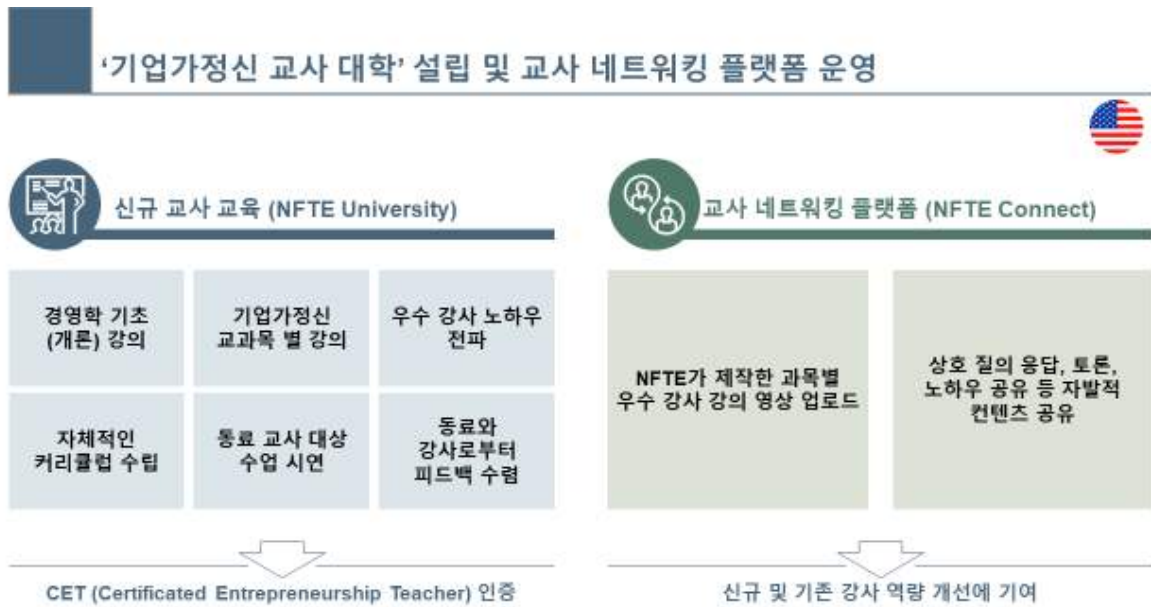 ‘기업가정신 교사 대학’ 설립 및 교사 네트워킹 플랫폼 운영
신규 교사 교육 (NFTE University)
경영학 기초
(개론) 강의
기업가정신
교과목 별 강의
우수 강사 노하우
전파
자체적인
커리큘럼 수립
동료 교사 대상
수업 시연
동료와
강사로부터
피드백 수렴
CET (Certificated Entrepreneurship Teacher) 인증
교사 네트워킹 플랫폼 (NFTE Connect)
NFTE가 제작한 과목별
우수 강사 강의 영상 업로드
상호 질의 응답, 토론,
노하우 공유 등 자발적
컨텐츠 공유
신규 및 기존 강사 역량 개선에 기여